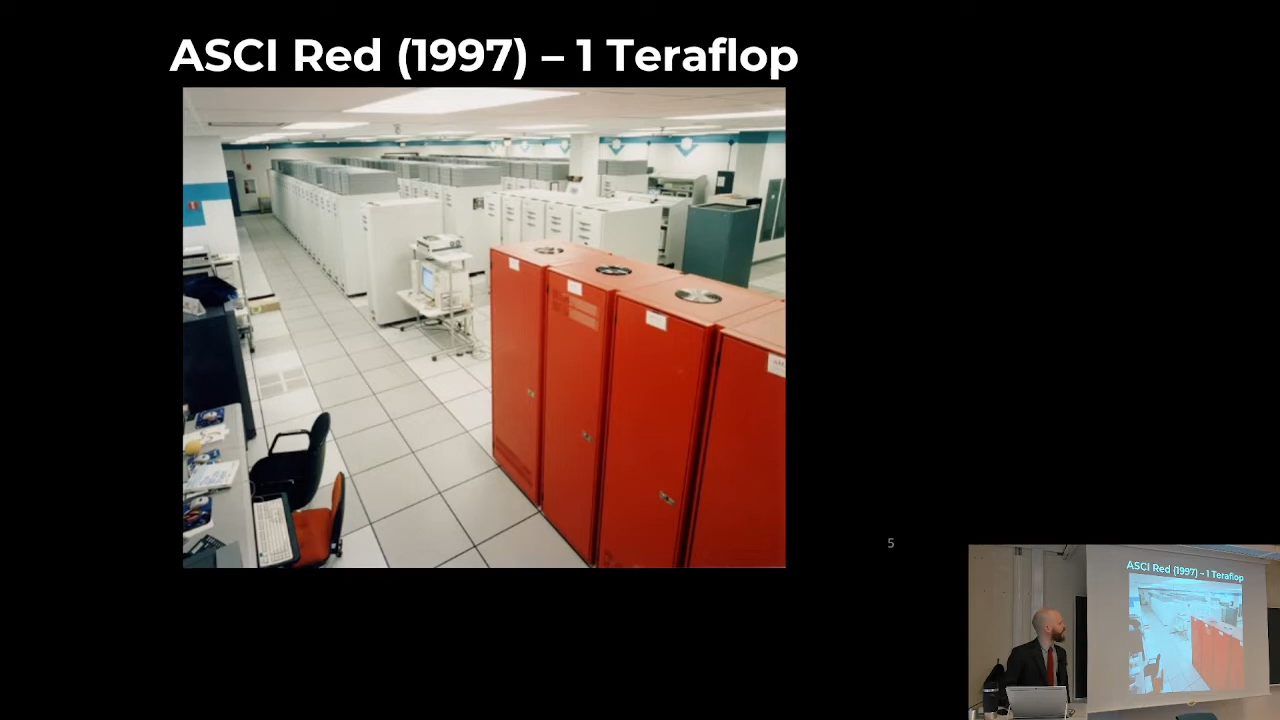 ASCI Red (1997) – 1 Teraflop
5
ASCI Red (1997) – 1 Teraflop